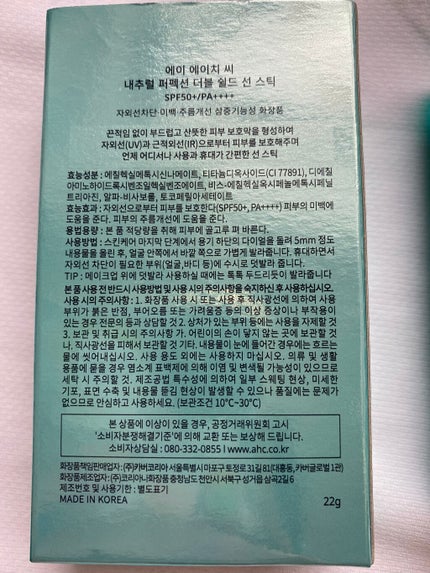 에이 에이치 씨
내추럴 퍼펙션 더블 쉴드 선 스틱
SPF50+/PA++++
자외선차단·미백·주름개선 삼중기능성 화장품
끈적임 없이 부드럽고 산뜻한 피부 보호막을 형성하여
자외선(UV)과 근적외선(IR)으로부터 피부를 보호해주며
언제 어디서나 사용과 휴대가 간편한 선 스틱
효능성분 : 에칠헥실메톡시신나메이트, 티타늄디옥사이드(CI 77891), 디에칠
아미노하이드록시벤조일헥실벤조에이트, 비스-에칠헥실옥시페놀메톡시페닐
트리아진, 알파-비사보롤, 토코페릴아세테이트
효능효과 : 자외선으로부터 피부를 보호한다(SPF50+, PA++++) 피부의 미백에
도움을 준다. 피부의 주름개선에 도움을 준다.
용법용량 : 본 품 적당량을 취해 피부에 골고루 펴 바른다.
사용방법 : 스킨케어 마지막 단계에서 용기 하단의 다이얼을 돌려 5mm 정도
내용물을 올린 후, 얼굴 안쪽에서 바깥 쪽으로 가볍게 발라줍니다. 휴대하면서
자외선 차단이 필요한 부위(얼굴,바디 등)에 수시로 덧발라 줍니다.
TIP : 메이크업 위에 덧발라 사용하실 때에는 톡톡 두드리듯이 발라줍니다
본 품 사용 전 반드시 사용방법 및 사용 시의 주의사항을 숙지하신 후 사용하십시오.
사용 시의 주의사항 : 1. 화장품 사용 시 또는 사용 후 직사광선에 의하여 사용
부위가 붉은 반점, 부어오름 또는 가려움증 등의 이상 증상이나 부작용이
있는 경우 전문의 등과 상담할 것 2. 상처가 있는 부위 등에는 사용을 자제할 것
3. 보관 및 취급 시의 주의사항 가. 어린이의 손이 닿지 않는 곳에 보관할 것
나. 직사광선을 피해서 보관할 것 기타. 내용물이 눈에 들어간 경우에는 흐르는
물에 씻어내십시오. 사용 용도 외에는 사용하지 마십시오. 의류 및 생활
용품에 묻을 경우 염소계 표백제에 의해 이염 및 변색될 가능성이 있으므로
세탁 시 주의할 것. 제조공법 특수성에 의하여 일부 스웨팅 현상, 미세한
기포, 표면 수축 및 내용물 뜯김 현상이 발생할 수 있으나 품질에는 문제가
없으므로 안심하고 사용하세요. (보관조건 10°C~30°C)
본 상품에 이상이 있을 경우, 공정거래위원회 고시
'소비자분쟁해결기준'에 의해 교환 또는 보상해 드립니다.
소비자상담실 : 080-332-0855 l www.ahc.co.kr
화장품책임판매업자 : (주)카버코리아 서울특별시 마포구 토정로 31길 81(대흥동, 카버글로벌 1관)
화장품제조업자 : (주)코리아나화장품 충청남도 천안시 서북구 성거읍 삼곡2길 6
제조번호 및 사용기한 : 별도표기
MADE IN KOREA
22g